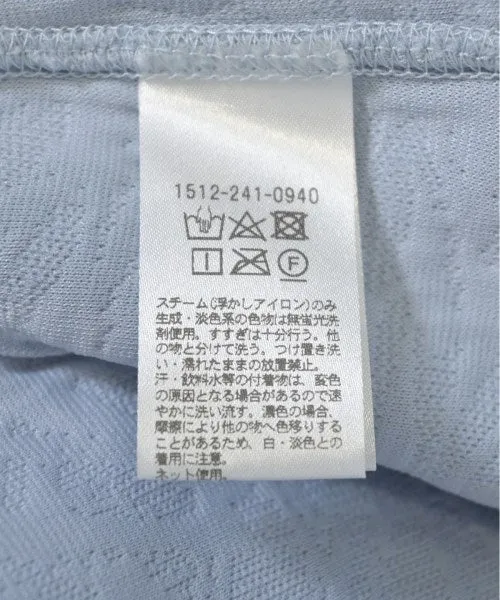 1512-241-0940
F
スチーム(浮かしアイロン)のみ
生成・淡色系の色物は無蛍光洗
剤使用。すすぎは十分行う。他
の物と分けて洗う。つけ置き洗
い・濡れたままの放置禁止。
汗・飲料水等の付着物は、変色
の原因となる場合があるので速
やかに洗い流す。濃色の場合、
摩擦により他の物へ色移りする
ことがあるため、白・淡色との
着用に注意。
ネット使用。